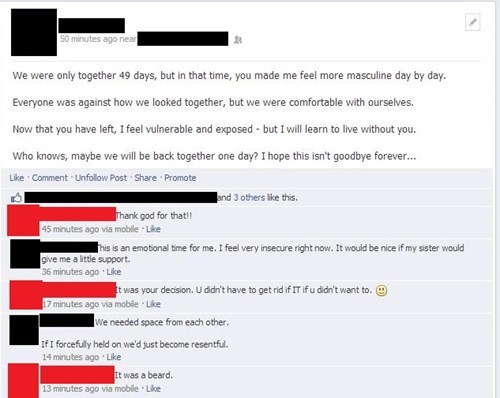 50 minutes ago near
We were only together 49 days, but in that time, you made me feel more masculine day by day.
Everyone was against how we looked together, but we were comfortable with ourselves.
Now that you have left, I feel vulnerable and exposed - but I will learn to live without you.
Who knows, maybe we will be back together one day? I hope this isn't goodbye forever...
Like · Comment · Unfollow Post · Share · Promote
and 3 others like this.
Thank god for that!!
45 minutes ago via mobile · Like
This is an emotional time for me. I feel very insecure right now. It would be nice if my sister would
give me a little support.
36 minutes ago · Like
It was your decision. U didn't have to get rid if IT if u didn't want to.
17 minutes ago via mobile · Like
We needed space from each other.
If I forcefully held on we'd just become resentful.
14 minutes ago · Like
It was a beard.
13 minutes ago via mobile · Like